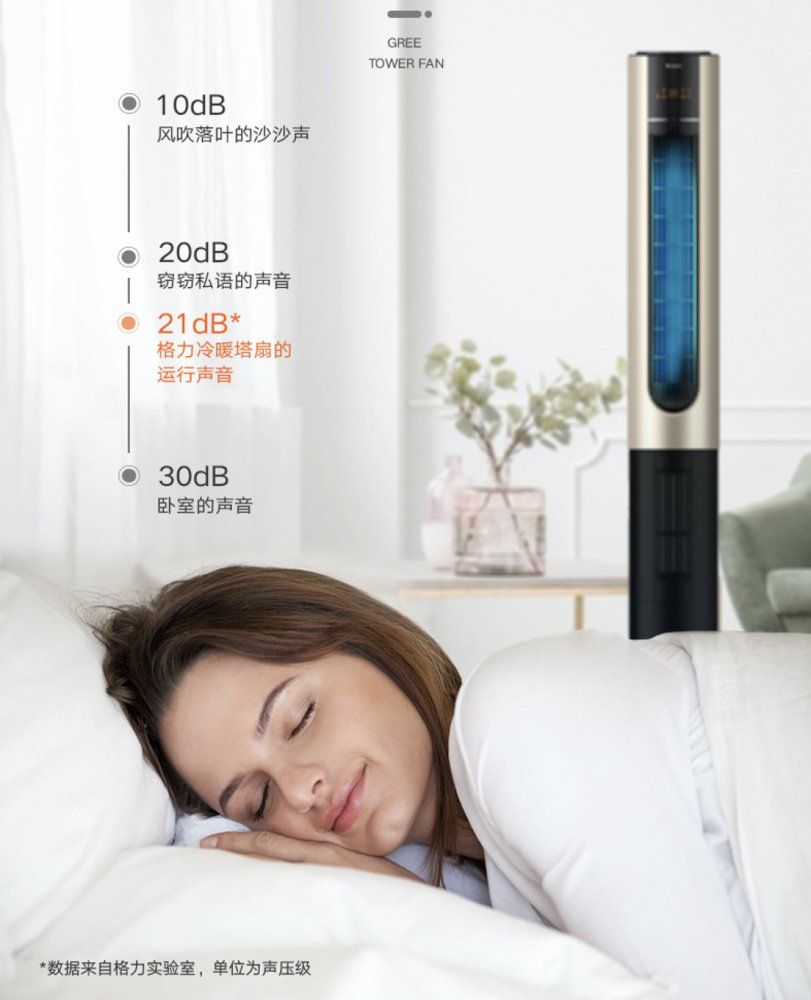 GREE
TOWER FAN
10dB
风吹落叶的沙沙声
20dB
窃窃私语的声音
21dB*
格力冷暖塔扇的
运行声音
30dB
卧室的声音
*数据来自格力实验室，单位为声压级